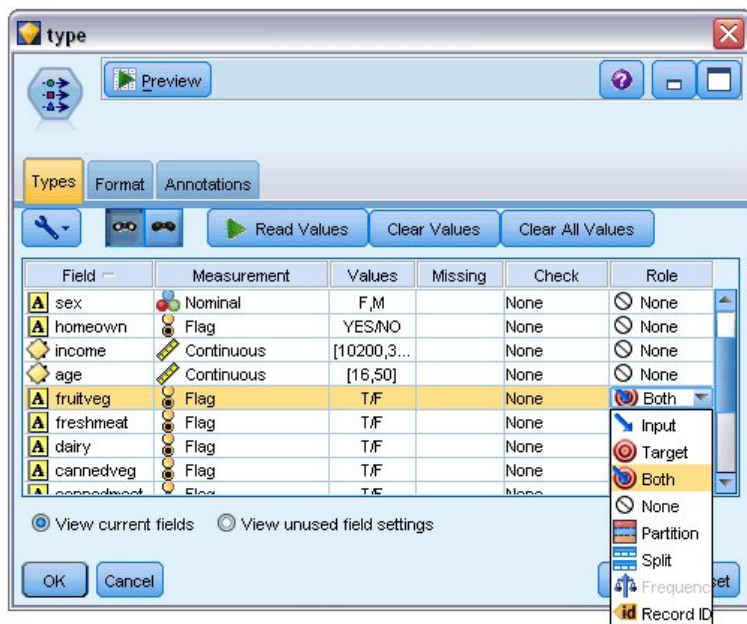 type
Preview
Types Format Annotations
Read Values Clear Values Clear All Values
Field Measurement Values Missing Check Role
A sex Nominal F,M None None
A homeown Flag YES/NO None None
income Continuous [10200,3... None None
age Continuous [16,50] None None
A fruitveg Flag T/F None Both
A freshmeat Flag T/F None
A dairy Flag T/F None
A cannedveg Flag T/F None
Input
Target
Both
None
Partition
Split
Frequenc
id Record ID
View current fields View unused field settings
OK Cancel